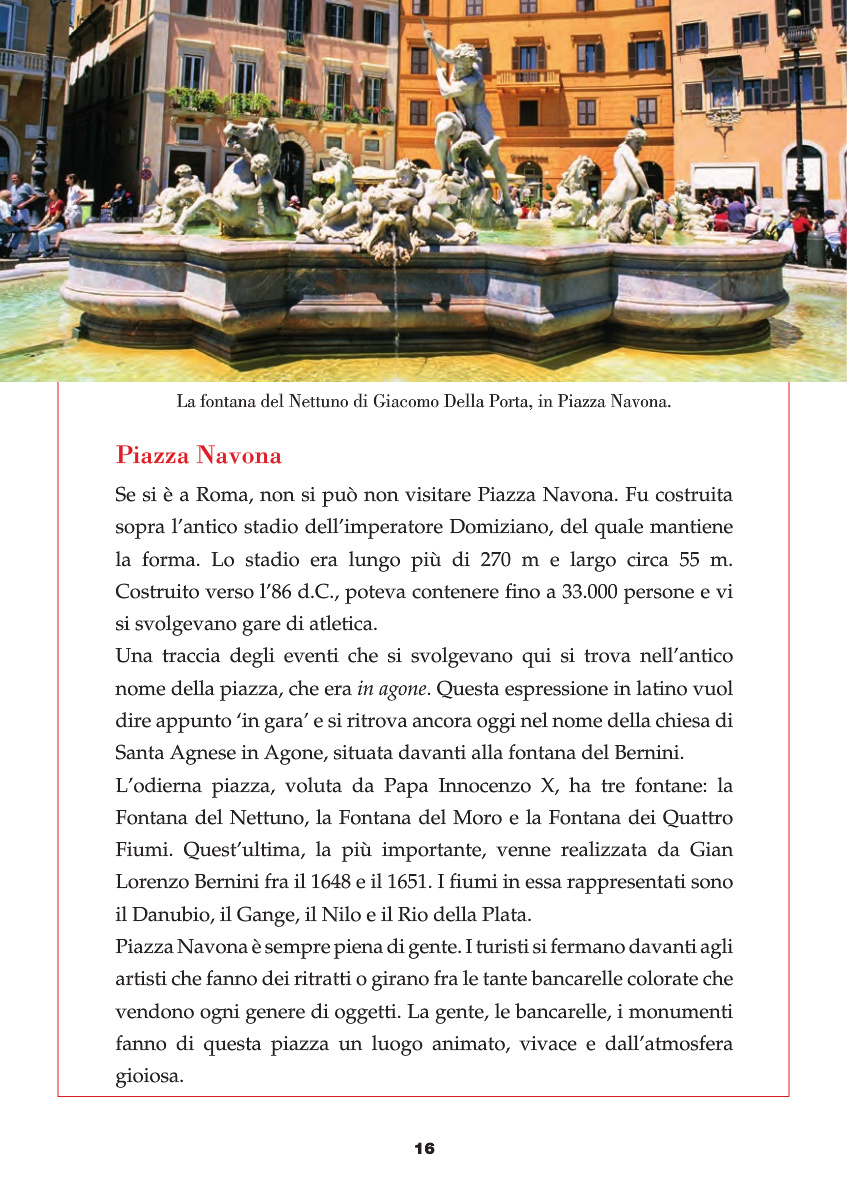 La fontana del Nettuno di Giacomo Della Porta, in Piazza Navona.
Piazza Navona
Se si è a Roma, non si può non visitare Piazza Navona. Fu costruita
sopra l’antico stadio dell’imperatore Domiziano, del quale mantiene
la forma. Lo stadio era lungo più di 270 m e largo circa 55 m.
Costruito verso l’86 d.C., poteva contenere fino a 33.000 persone e vi
si svolgevano gare di atletica.
Una traccia degli eventi che si svolgevano qui si trova nell’antico
nome della piazza, che era in agone. Questa espressione in latino vuol
dire appunto ‘in gara’ e si ritrova ancora oggi nel nome della chiesa di
Santa Agnese in Agone, situata davanti alla fontana del Bernini.
L’odierna piazza, voluta da Papa Innocenzo X, ha tre fontane: la
Fontana del Nettuno, la Fontana del Moro e la Fontana dei Quattro
Fiumi. Quest’ultima, la più importante, venne realizzata da Gian
Lorenzo Bernini fra il 1648 e il 1651. I fiumi in essa rappresentati sono
il Danubio, il Gange, il Nilo e il Rio della Plata.
Piazza Navona è sempre piena di gente. I turisti si fermano davanti agli
artisti che fanno dei ritratti o girano fra le tante bancarelle colorate che
vendono ogni genere di oggetti. La gente, le bancarelle, i monumenti
fanno di questa piazza un luogo animato, vivace e dall’atmosfera
gioiosa.
16